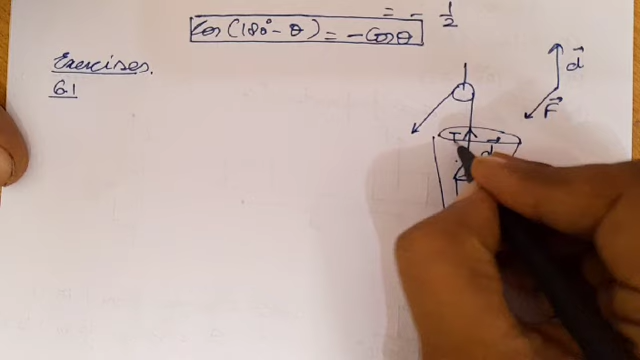 = - 1/2
Cos (180° - θ) = - Cosθ
Exercises.
6.1
d⃗
F⃗
T
d⃗